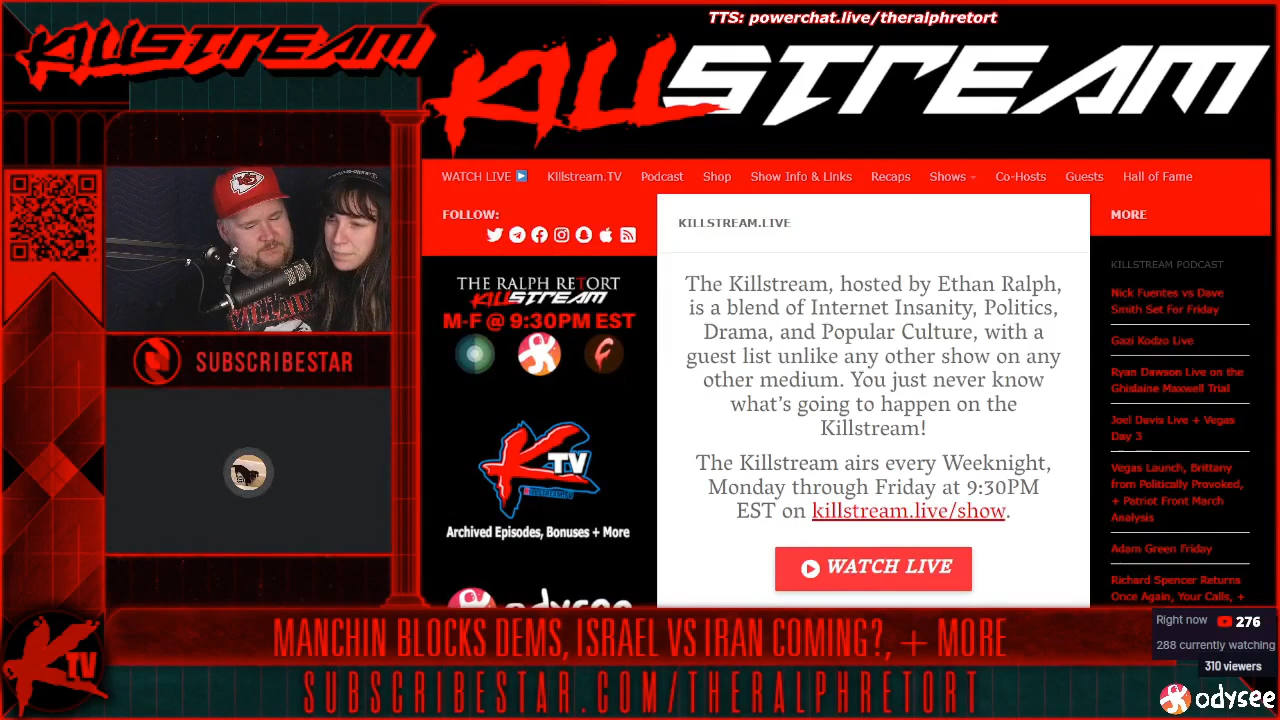 TTS: powerchat.live/theralphretort
KILLSTREAM
KILLSTREAM
WATCH LIVE Killstream.TV Podcast Shop Show Info & Links Recaps Shows Co-Hosts Guests Hall of Fame
FOLLOW:
KILLSTREAM.LIVE
MORE
THE RALPH RETORT
KILLSTREAM
M-F @ 9:30PM EST
The Killstream, hosted by Ethan Ralph,
is a blend of Internet Insanity, Politics,
Drama, and Popular Culture, with a
guest list unlike any other show on any
other medium. You just never know
what's going to happen on the
Killstream!
The Killstream airs every Weeknight,
Monday through Friday at 9:30PM
EST on killstream.live/show.
WATCH LIVE
KTV
Archived Episodes, Bonuses + More
odysee
KILLSTREAM PODCAST
Nick Fuentes vs Dave
Smith Set For Friday
Gazi Kodzo Live
Ryan Dawson Live on the
Ghislaine Maxwell Trial
Joel Davis Live + Vegas
Day 3
Vegas Launch, Brittany
from Politically Provoked,
+ Patriot Front March
Analysis
Adam Green Friday
Richard Spencer Returns
Once Again, Your Calls, +
KC
VILLAIN
SUBSCRIBESTAR
KTV
MANCHIN BLOCKS DEMS, ISRAEL VS IRAN COMING?, + MORE
SUBSCRIBESTAR.COM/THERALPHRETORT
Right now 276
288 currently watching
310 viewers
odysee